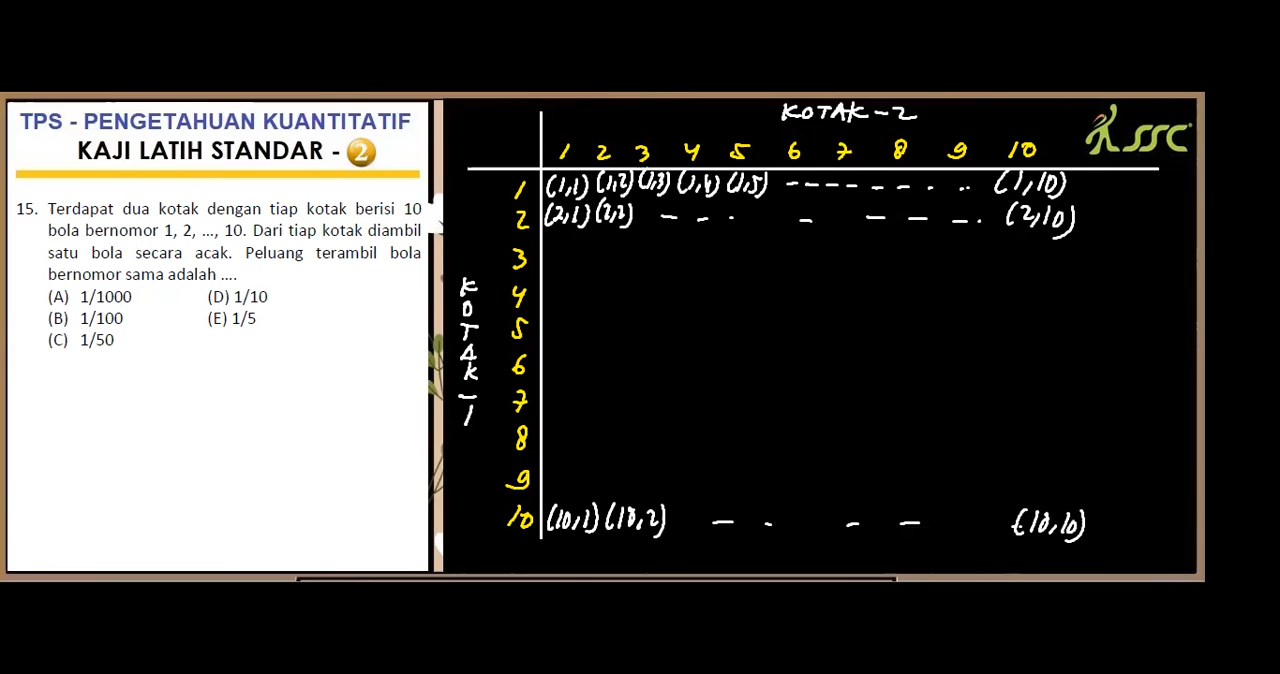 TPS - PENGETAHUAN KUANTITATIF
KAJI LATIH STANDAR - 2
15. Terdapat dua kotak dengan tiap kotak berisi 10
bola bernomor 1, 2, ..., 10. Dari tiap kotak diambil
satu bola secara acak. Peluang terambil bola
bernomor sama adalah ....
(A) 1/1000 (D) 1/10
(B) 1/100 (E) 1/5
(C) 1/50
KOTAK-2
SSC
1 2 3 4 5 6 7 8 9 10
1 (1,1) (1,2) (1,3) (1,4) (1,5) ------ . .. (1,10)
2 (2,1) (2,2) - - . - - - - . (2,10)
3
4
5
6
7
8
9
10 (10,1) (10,2) - . - - (10,10)
KOTAK-1